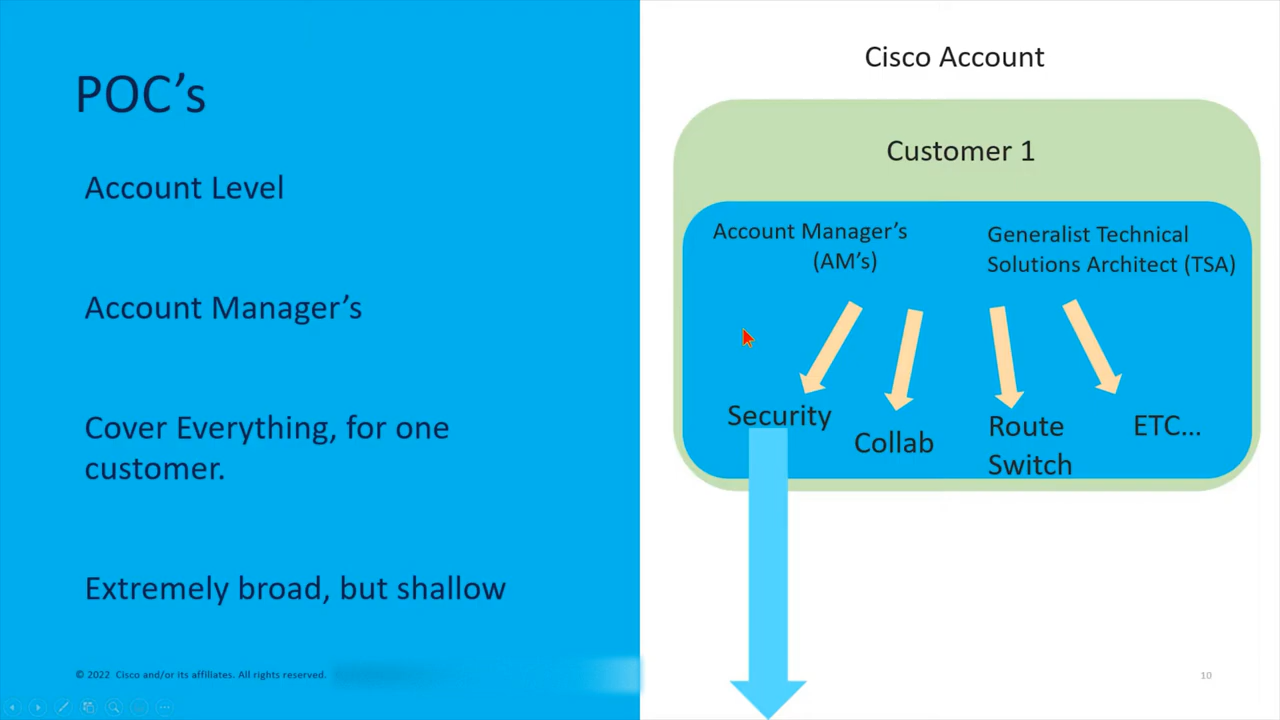 POC’s
Account Level
Account Manager’s
Cover Everything, for one
customer.
Extremely broad, but shallow
© 2022 Cisco and/or its affiliates. All rights reserved.
Cisco Account
Customer 1
Account Manager’s
(AM’s)
Generalist Technical
Solutions Architect (TSA)
Security
Collab
Route
Switch
ETC...
10